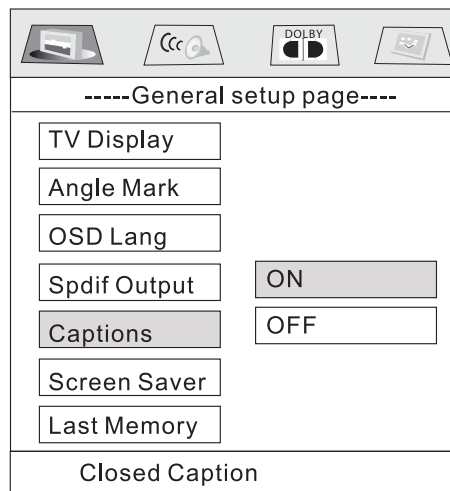 DOLBY
-----General setup page----
TV Display
Angle Mark
OSD Lang
Spdif Output
ON
Captions
OFF
Screen Saver
Last Memory
Closed Caption